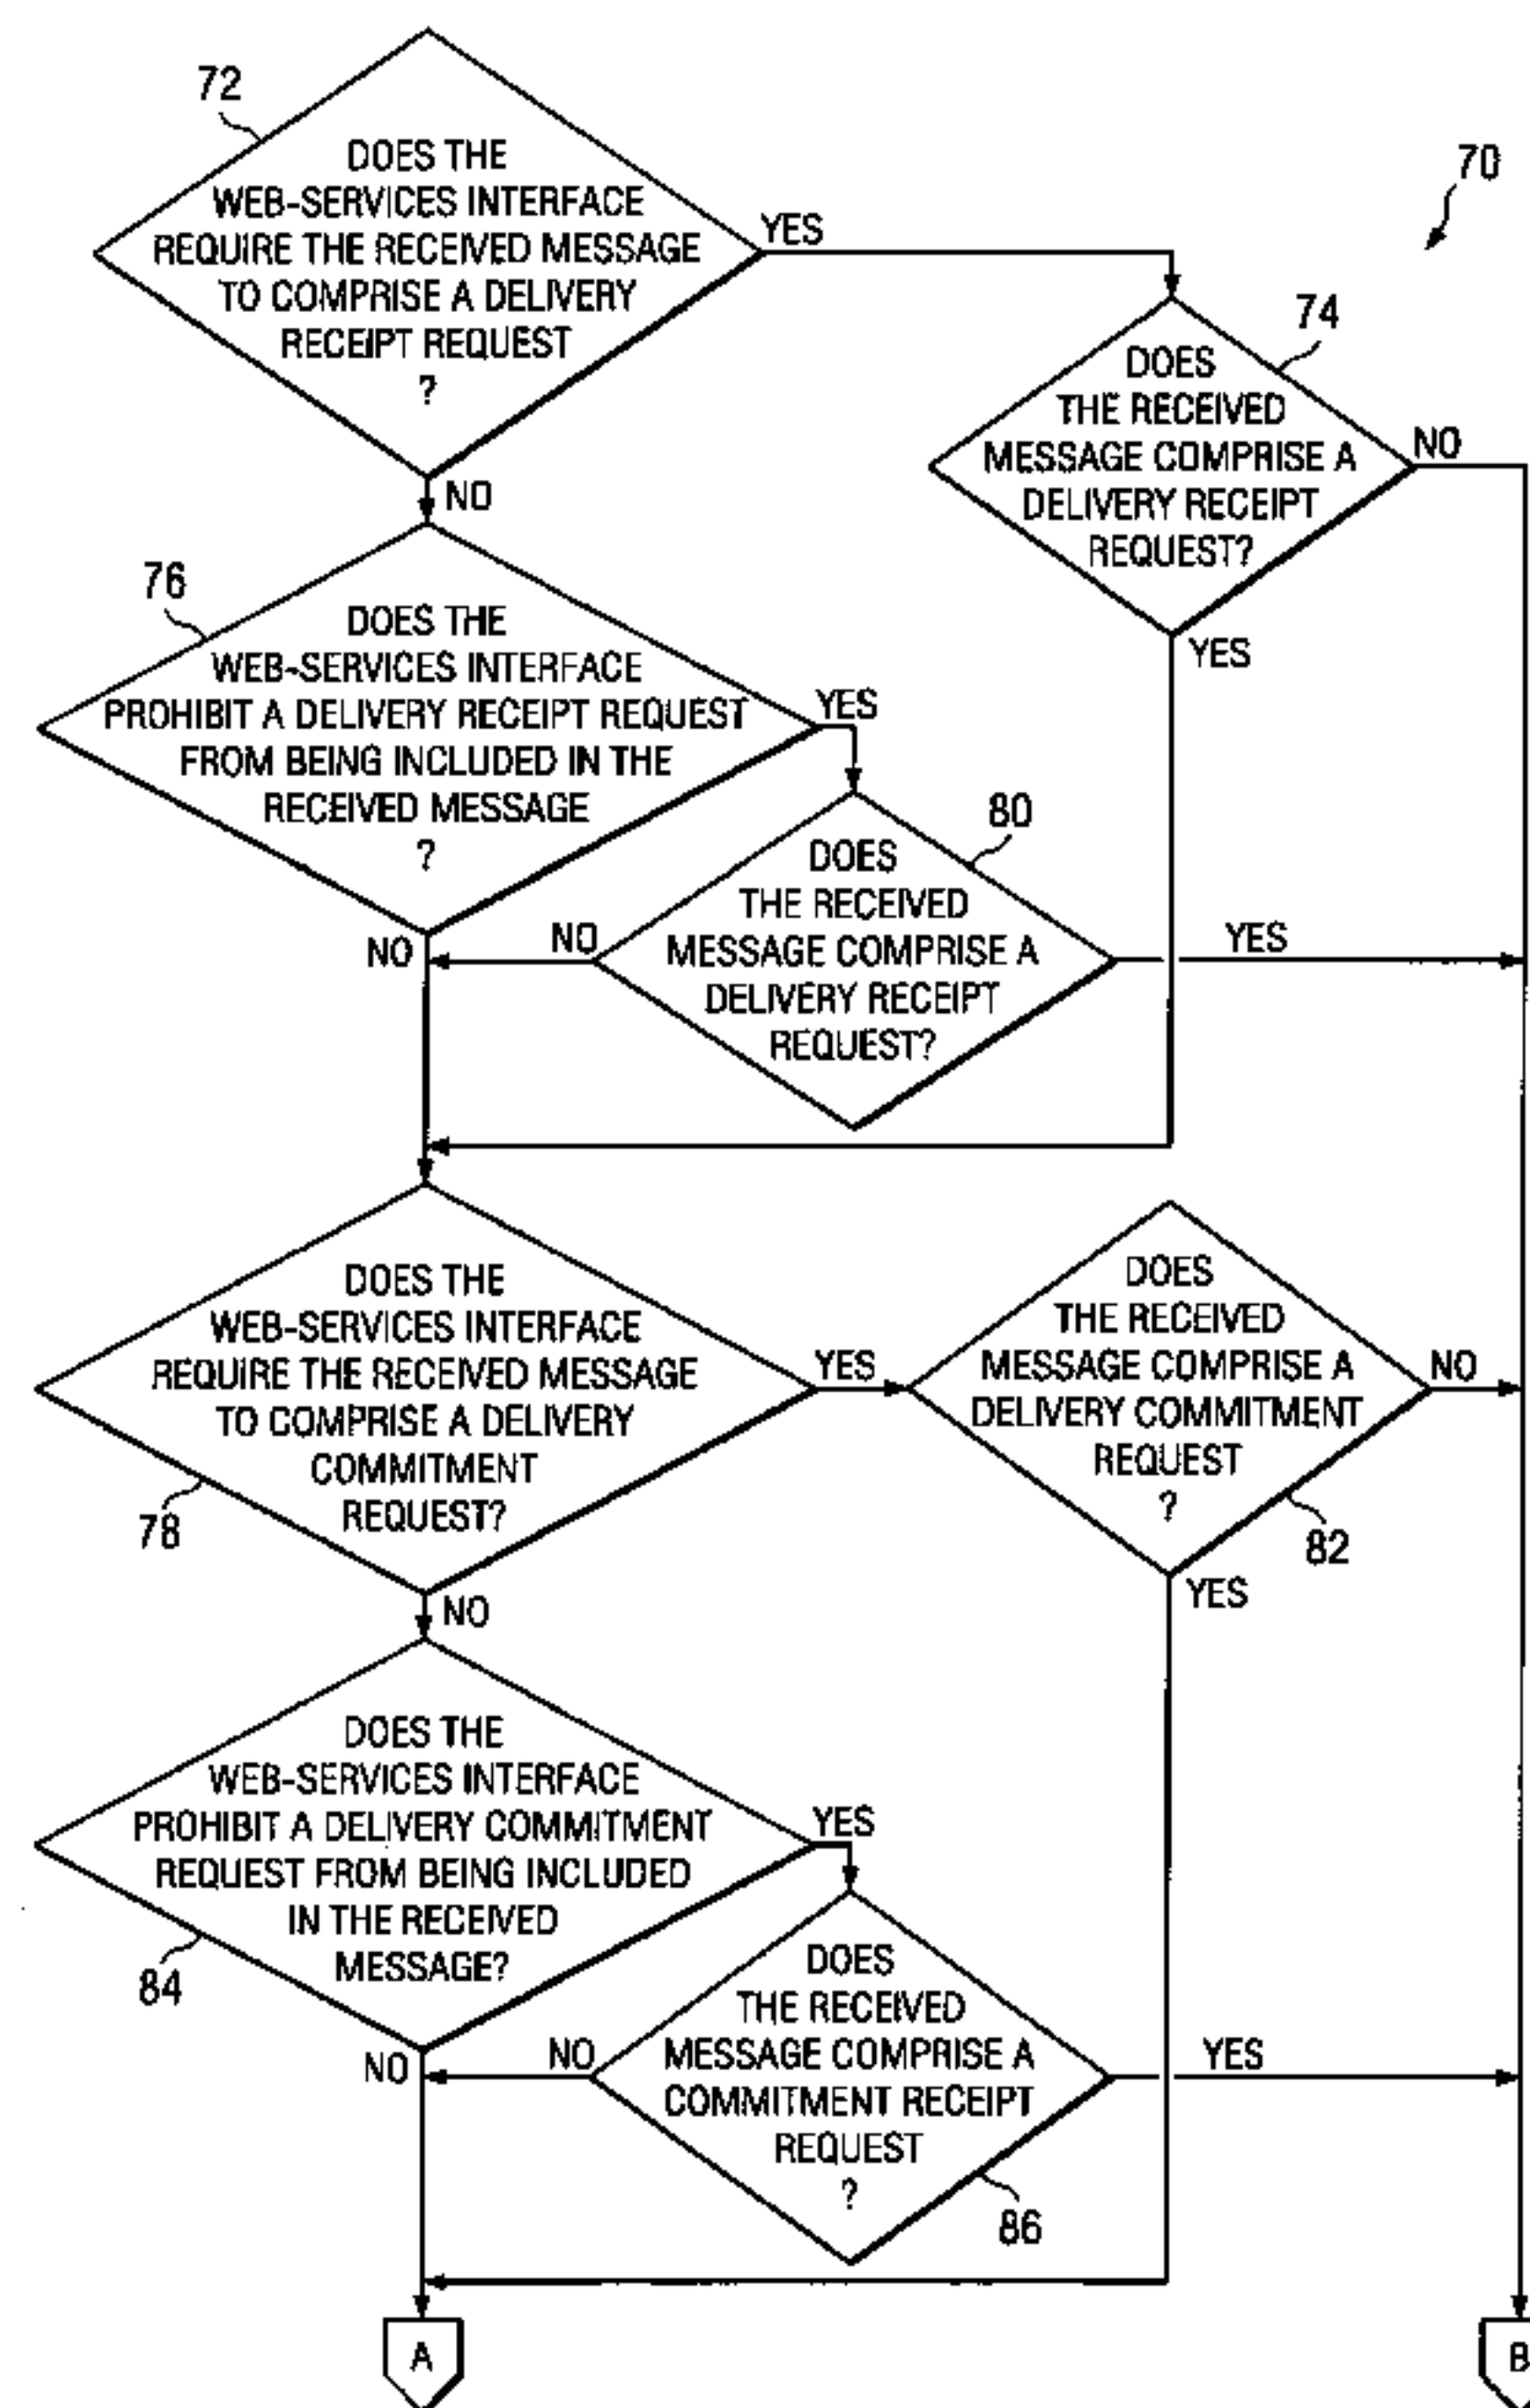 72
DOES THE
WEB-SERVICES INTERFACE
REQUIRE THE RECEIVED MESSAGE
TO COMPRISE A DELIVERY
RECEIPT REQUEST
?
YES
NO
70
74
DOES
THE RECEIVED
MESSAGE COMPRISE A
DELIVERY RECEIPT
REQUEST?
NO
YES
76
DOES THE
WEB-SERVICES INTERFACE
PROHIBIT A DELIVERY RECEIPT REQUEST
FROM BEING INCLUDED IN THE
RECEIVED MESSAGE
?
YES
NO
80
DOES
THE RECEIVED
MESSAGE COMPRISE A
DELIVERY RECEIPT
REQUEST?
NO
YES
DOES THE
WEB-SERVICES INTERFACE
REQUIRE THE RECEIVED MESSAGE
TO COMPRISE A DELIVERY
COMMITMENT
REQUEST?
78
YES
NO
DOES
THE RECEIVED
MESSAGE COMPRISE A
DELIVERY COMMITMENT
REQUEST
?
82
NO
YES
DOES THE
WEB-SERVICES INTERFACE
PROHIBIT A DELIVERY COMMITMENT
REQUEST FROM BEING INCLUDED
IN THE RECEIVED
MESSAGE?
84
YES
NO
DOES
THE RECEIVED
MESSAGE COMPRISE A
COMMITMENT RECEIPT
REQUEST
?
86
NO
YES
A
B